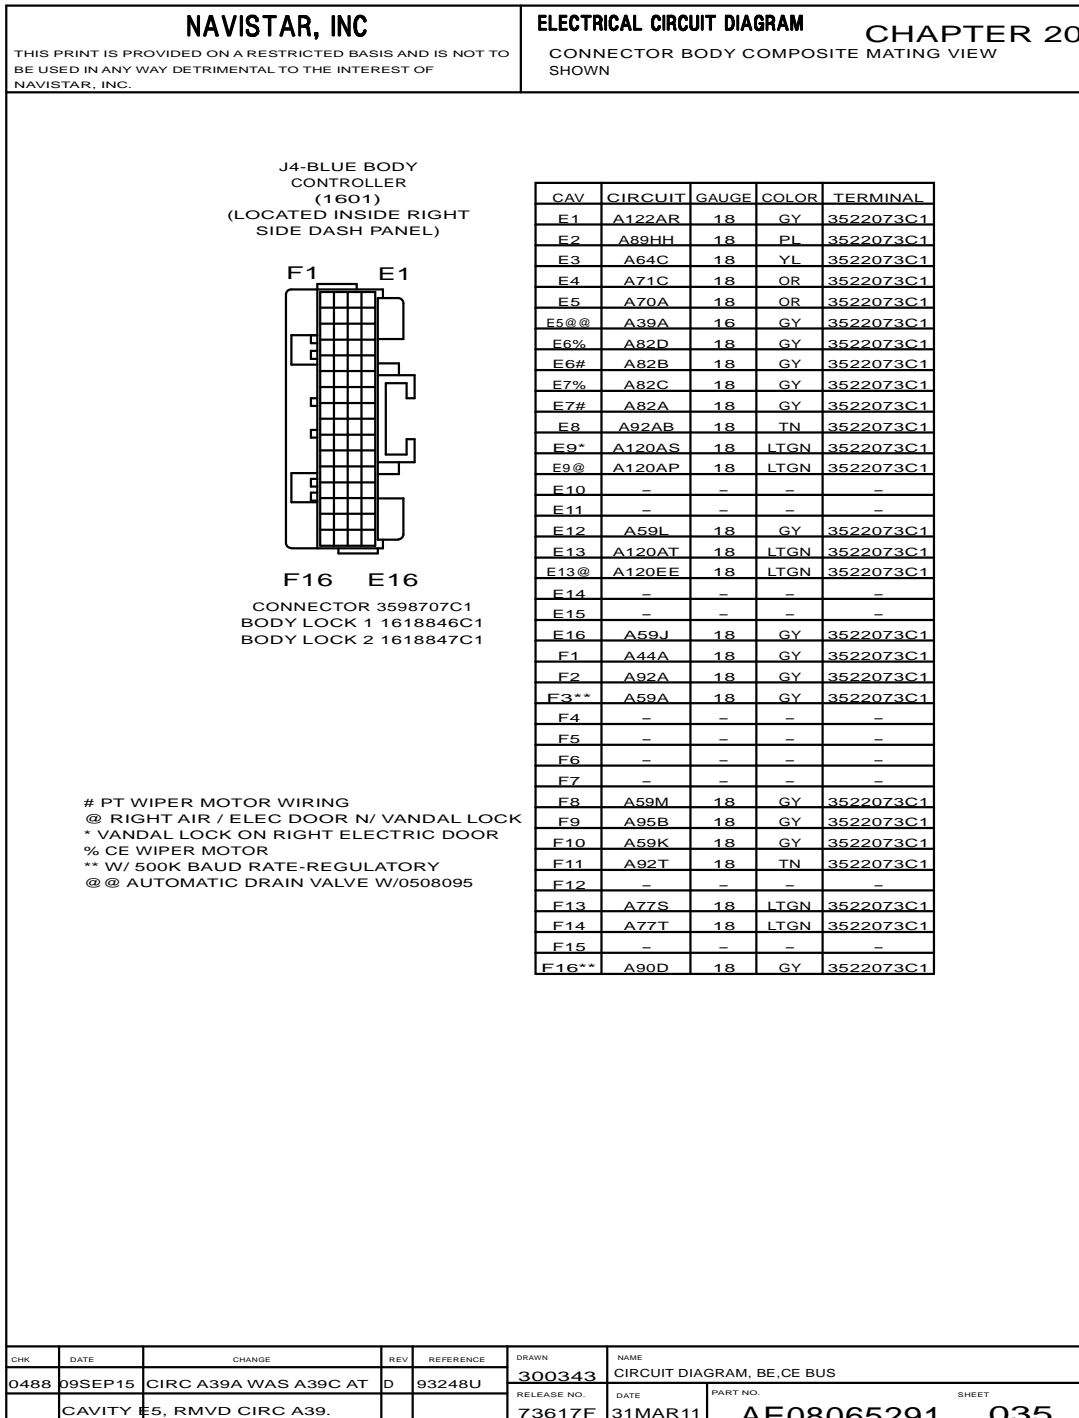 NAVISTAR, INC
THIS PRINT IS PROVIDED ON A RESTRICTED BASIS AND IS NOT TO
BE USED IN ANY WAY DETRIMENTAL TO THE INTEREST OF
NAVISTAR, INC.
ELECTRICAL CIRCUIT DIAGRAM
CHAPTER 20
CONNECTOR BODY COMPOSITE MATING VIEW
SHOWN
J4-BLUE BODY
CONTROLLER
(1601)
(LOCATED INSIDE RIGHT
SIDE DASH PANEL)
F1 E1
F16 E16
CONNECTOR 3598707C1
BODY LOCK 1 1618846C1
BODY LOCK 2 1618847C1
CAV CIRCUIT GAUGE COLOR TERMINAL
E1 A122AR 18 GY 3522073C1
E2 A89HH 18 PL 3522073C1
E3 A64C 18 YL 3522073C1
E4 A71C 18 OR 3522073C1
E5 A70A 18 OR 3522073C1
E5@@ A39A 16 GY 3522073C1
E6% A82D 18 GY 3522073C1
E6# A82B 18 GY 3522073C1
E7% A82C 18 GY 3522073C1
E7# A82A 18 GY 3522073C1
E8 A92AB 18 TN 3522073C1
E9* A120AS 18 LTGN 3522073C1
E9@ A120AP 18 LTGN 3522073C1
E10 – – – –
E11 – – – –
E12 A59L 18 GY 3522073C1
E13 A120AT 18 LTGN 3522073C1
E13@ A120EE 18 LTGN 3522073C1
E14 – – – –
E15 – – – –
E16 A59J 18 GY 3522073C1
F1 A44A 18 GY 3522073C1
F2 A92A 18 GY 3522073C1
F3** A59A 18 GY 3522073C1
F4 – – – –
F5 – – – –
F6 – – – –
F7 – – – –
F8 A59M 18 GY 3522073C1
F9 A95B 18 GY 3522073C1
F10 A59K 18 GY 3522073C1
F11 A92T 18 TN 3522073C1
F12 – – – –
F13 A77S 18 LTGN 3522073C1
F14 A77T 18 LTGN 3522073C1
F15 – – – –
F16** A90D 18 GY 3522073C1
# PT WIPER MOTOR WIRING
@ RIGHT AIR / ELEC DOOR N/ VANDAL LOCK
* VANDAL LOCK ON RIGHT ELECTRIC DOOR
% CE WIPER MOTOR
** W/ 500K BAUD RATE-REGULATORY
@@ AUTOMATIC DRAIN VALVE W/0508095
CHK DATE CHANGE REV REFERENCE
0488 09SEP15 CIRC A39A WAS A39C AT D 93248U
CAVITY E5, RMVD CIRC A39.
DRAWN
300343
NAME
CIRCUIT DIAGRAM, BE,CE BUS
RELEASE NO. DATE PART NO. SHEET
73617F 31MAR11 AE08065291 035